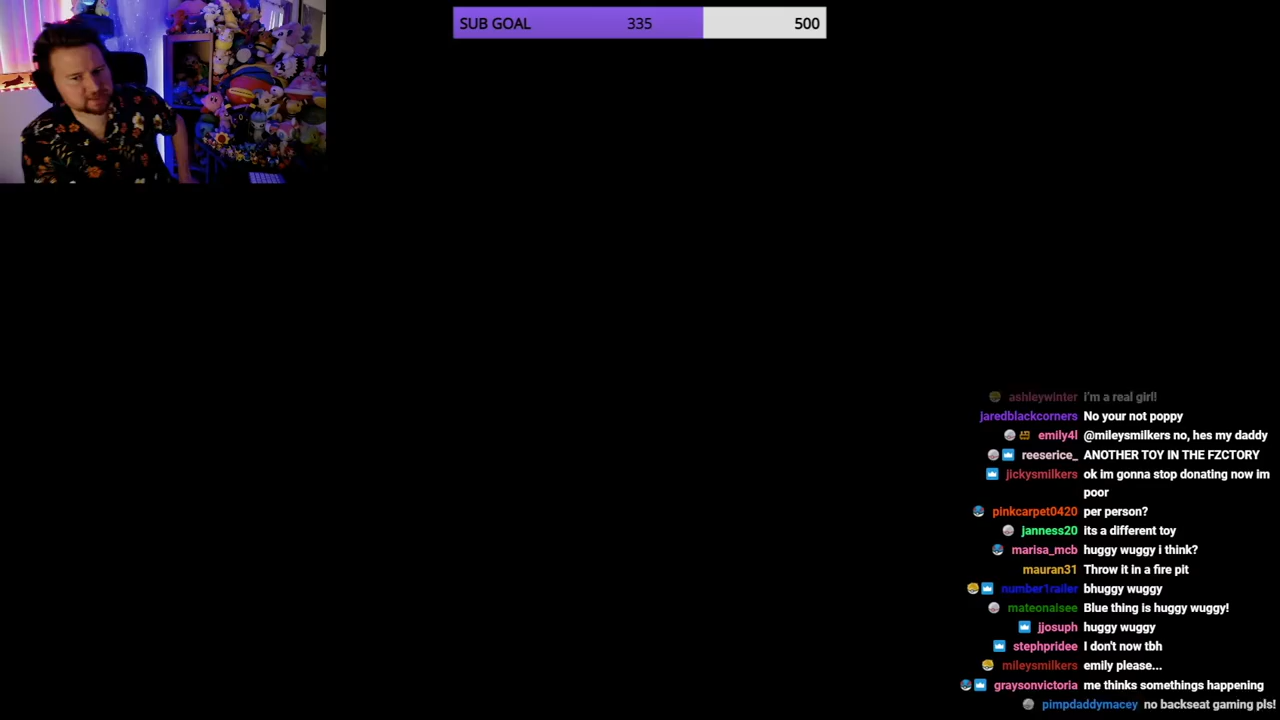 SUB GOAL 335 500
ashleywinter i'm a real girl!
jaredblackcorners No your not poppy
emily4l @mileysmilkers no, hes my daddy
reeserice_ ANOTHER TOY IN THE FZCTORY
jickysmilkers ok im gonna stop donating now im
poor
pinkcarpet0420 per person?
janness20 its a different toy
marisa_mcb huggy wuggy i think?
mauran31 Throw it in a fire pit
number1railer bhuggy wuggy
mateonalsee Blue thing is huggy wuggy!
jjosuph huggy wuggy
stephpridee I don't now tbh
mileysmilkers emily please...
graysonvictoria me thinks somethings happening
pimpdaddymacey no backseat gaming pls!